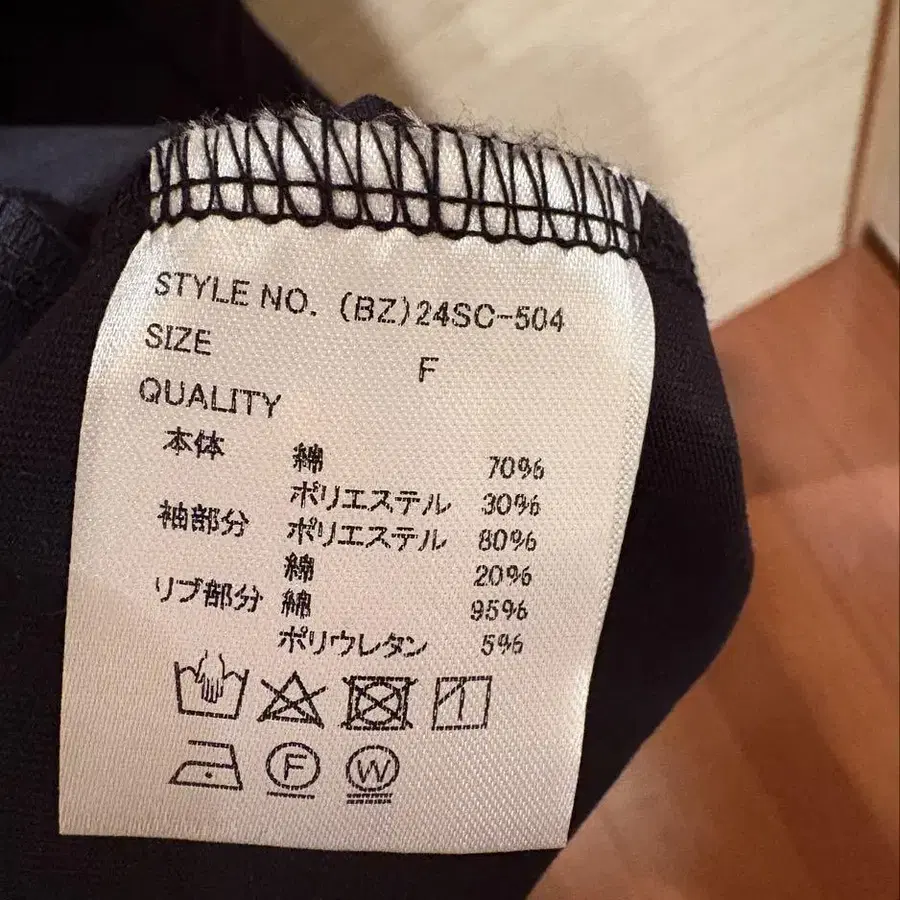 STYLE NO. (BZ)24SC-504
SIZE F
QUALITY
本体 綿 70%
ポリエステル 30%
袖部分 ポリエステル 80%
綿 20%
リブ部分 綿 95%
ポリウレタン 5%
F W